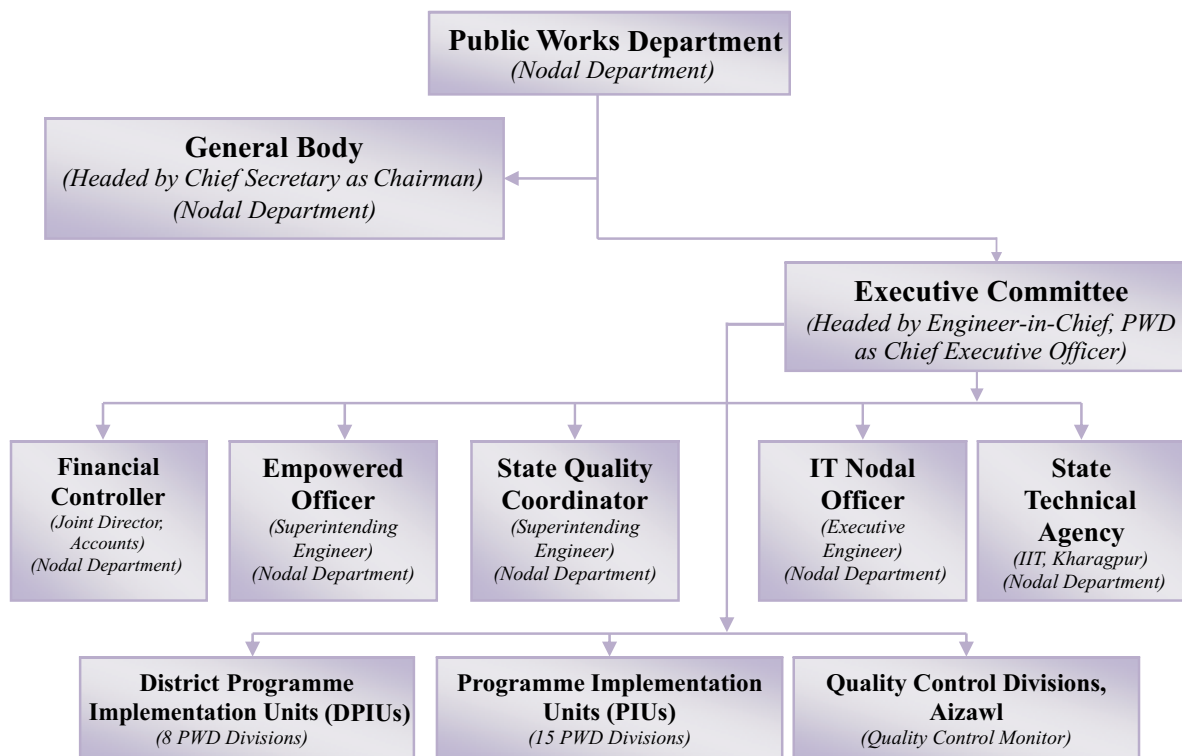 Public Works Department
(Nodal Department)
General Body
(Headed by Chief Secretary as Chairman)
(Nodal Department)
Executive Committee
(Headed by Engineer-in-Chief, PWD
as Chief Executive Officer)
Financial
Controller
(Joint Director,
Accounts)
(Nodal Department)
Empowered
Officer
(Superintending
Engineer)
(Nodal Department)
State Quality
Coordinator
(Superintending
Engineer)
(Nodal Department)
IT Nodal
Officer
(Executive
Engineer)
(Nodal Department)
State
Technical
Agency
(IIT, Kharagpur)
(Nodal Department)
District Programme
Implementation Units (DPIUs)
(8 PWD Divisions)
Programme Implementation
Units (PIUs)
(15 PWD Divisions)
Quality Control Divisions,
Aizawl
(Quality Control Monitor)